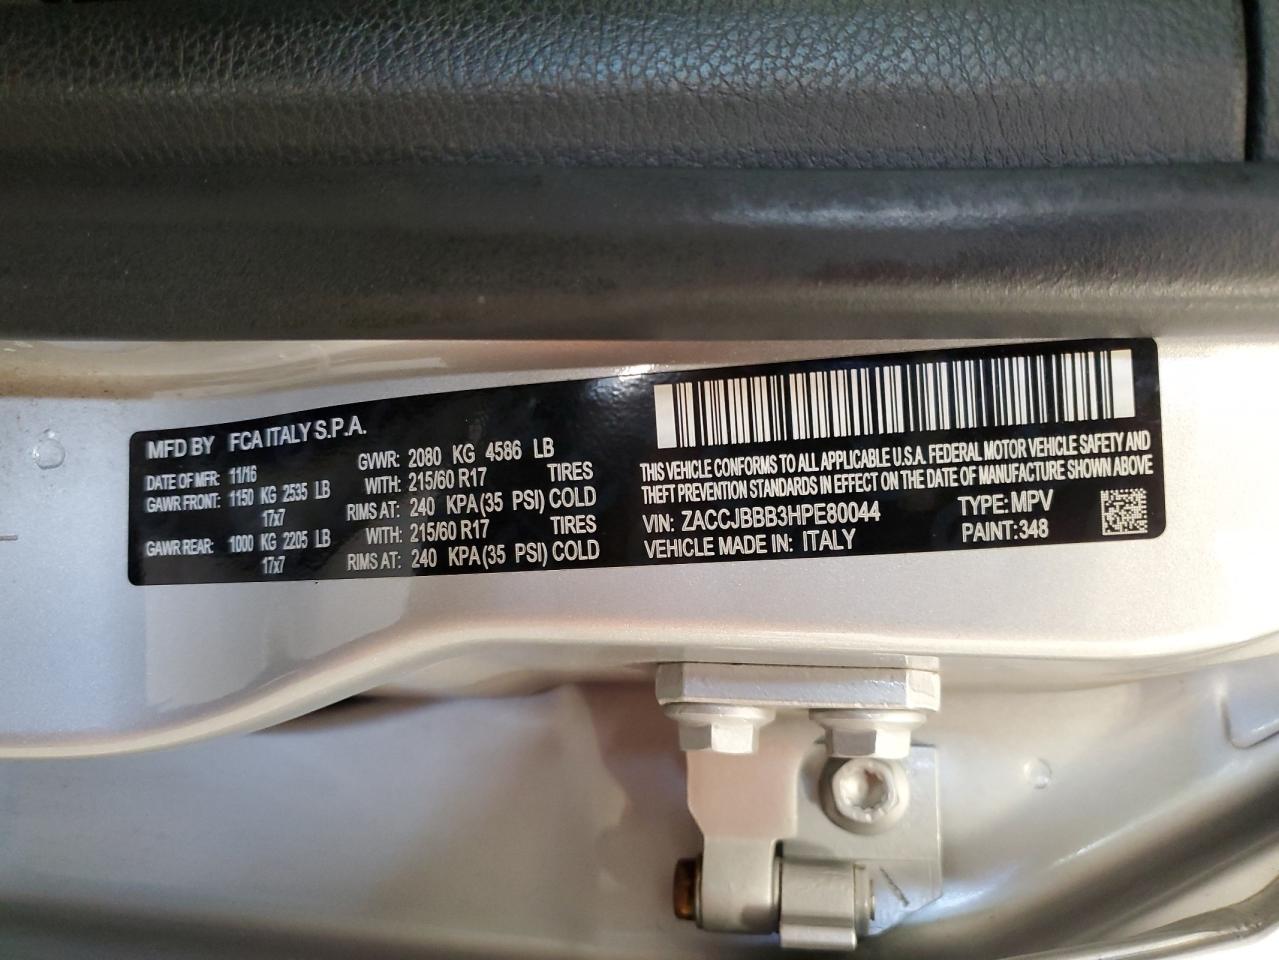 MFD BY FCA ITALY S.P.A.
DATE OF MFR: 11/16 GVWR: 2080 KG 4586 LB
GAWR FRONT: 1150 KG 2535 LB WITH: 215/60 R17 TIRES
17x7 RIMS AT: 240 KPA(35 PSI) COLD
GAWR REAR: 1000 KG 2205 LB WITH: 215/60 R17 TIRES
17x7 RIMS AT: 240 KPA(35 PSI) COLD
THIS VEHICLE CONFORMS TO ALL APPLICABLE U.S.A. FEDERAL MOTOR VEHICLE SAFETY AND
THEFT PREVENTION STANDARDS IN EFFECT ON THE DATE OF MANUFACTURE SHOWN ABOVE
VIN: ZACCJBBB3HPE80044 TYPE: MPV
VEHICLE MADE IN: ITALY PAINT:348